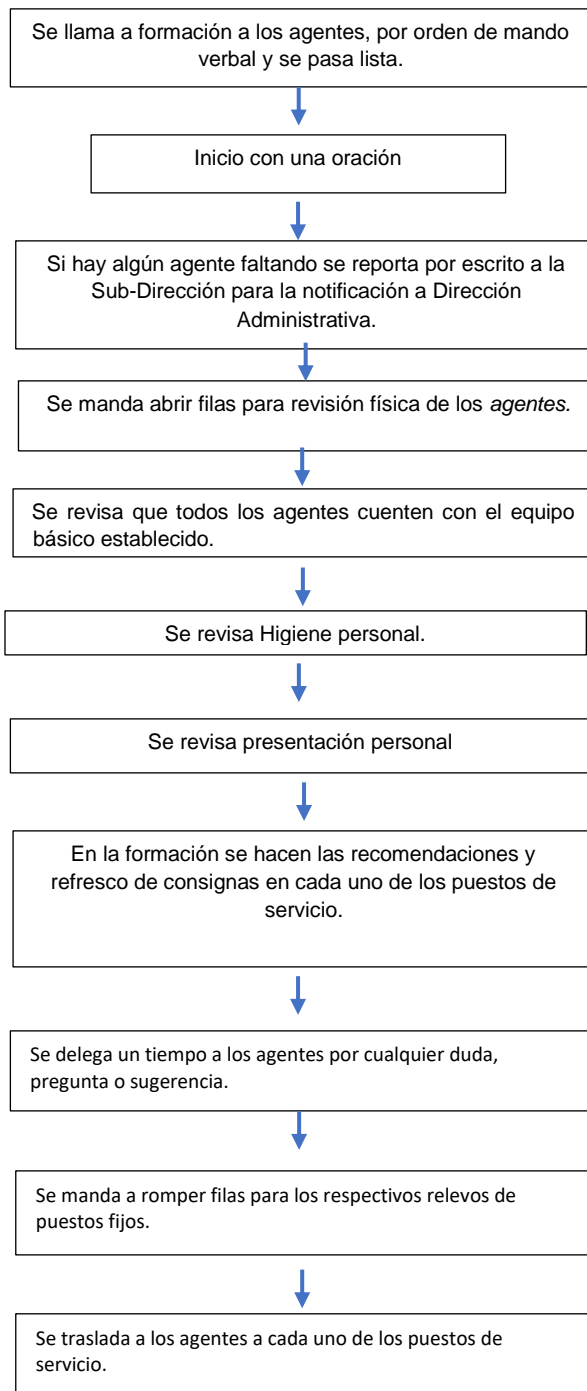 Se llama a formación a los agentes, por orden de mando
verbal y se pasa lista.
Inicio con una oración
Si hay algún agente faltando se reporta por escrito a la
Sub-Dirección para la notificación a Dirección
Administrativa.
Se manda abrir filas para revisión física de los agentes.
Se revisa que todos los agentes cuenten con el equipo
básico establecido.
Se revisa Higiene personal.
Se revisa presentación personal
En la formación se hacen las recomendaciones y
refresco de consignas en cada uno de los puestos de
servicio.
Se delega un tiempo a los agentes por cualquier duda,
pregunta o sugerencia.
Se manda a romper filas para los respectivos relevos de
puestos fijos.
Se traslada a los agentes a cada uno de los puestos de
servicio.